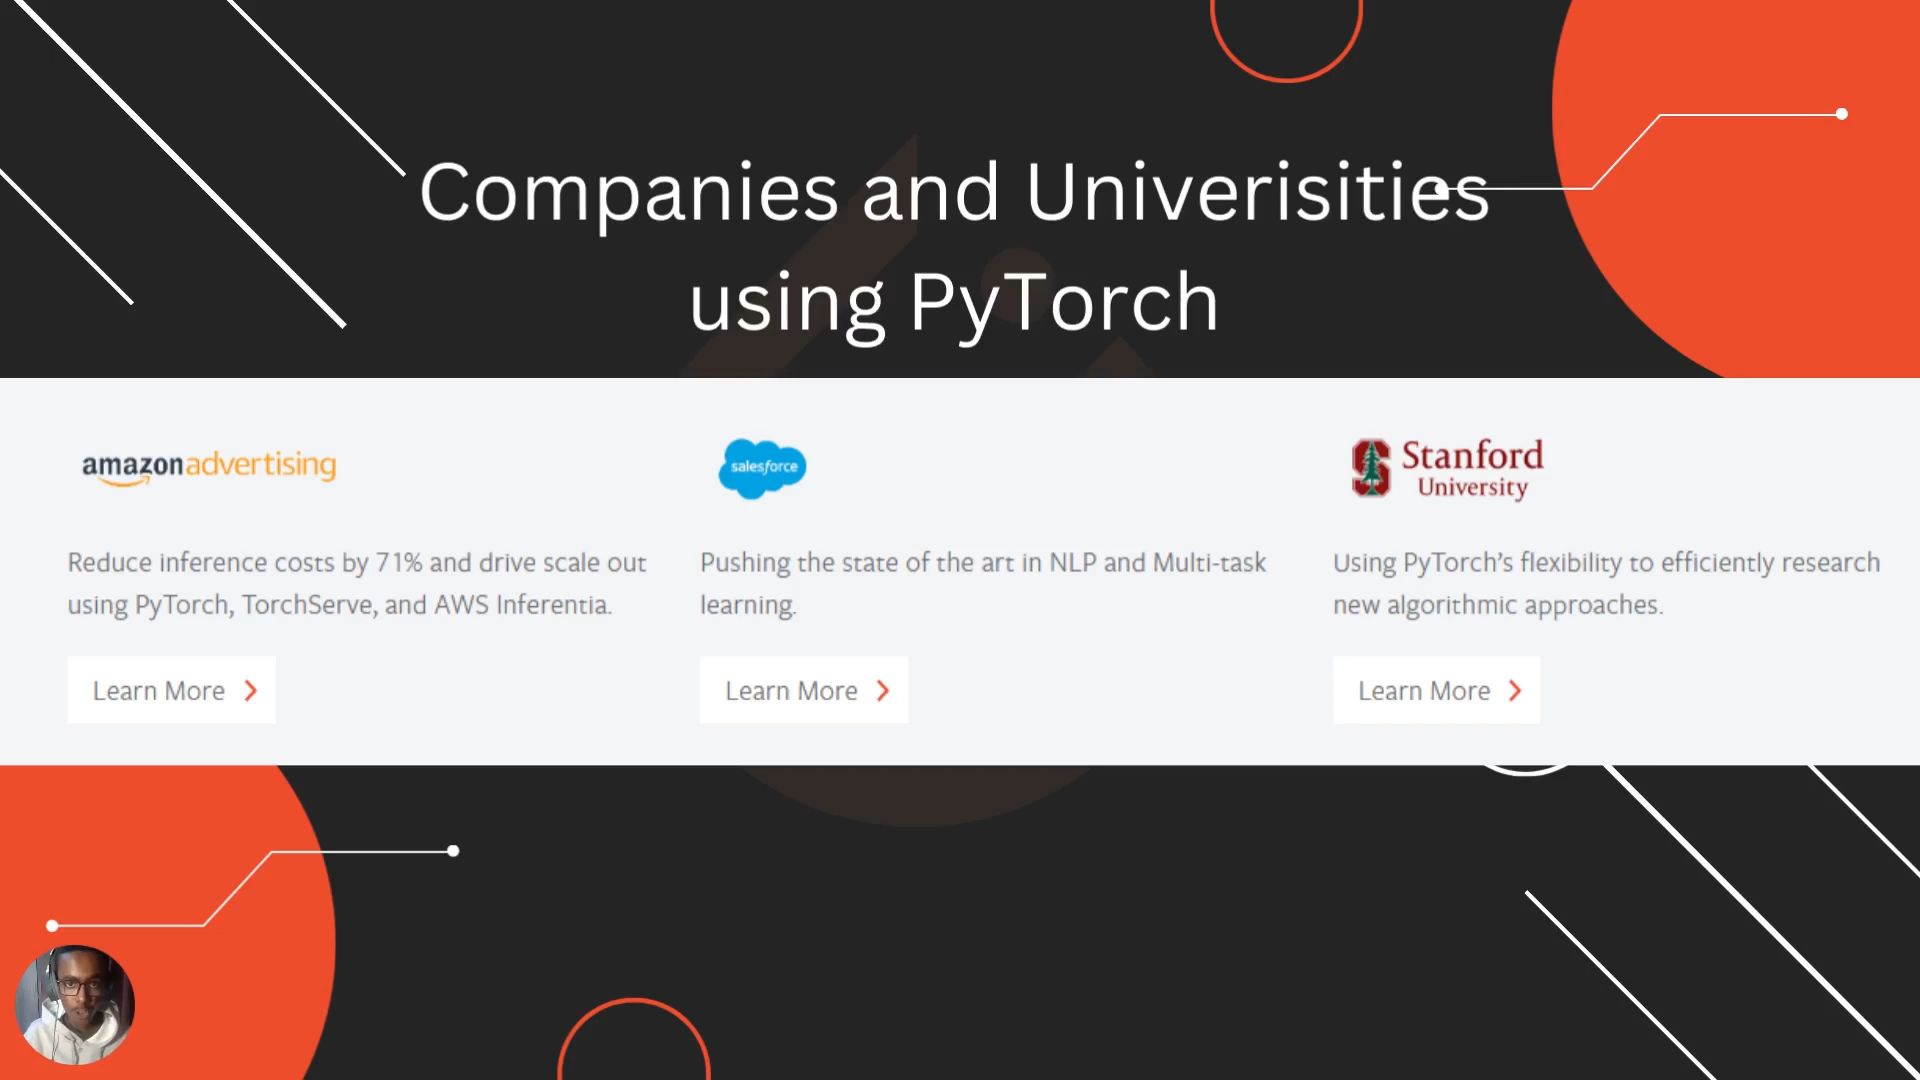 Companies and Univerisities
using PyTorch
amazon advertising
salesforce
Stanford
University
Reduce inference costs by 71% and drive scale out
using PyTorch, TorchServe, and AWS Inferentia.
Pushing the state of the art in NLP and Multi-task
learning.
Using PyTorch’s flexibility to efficiently research
new algorithmic approaches.
Learn More
Learn More
Learn More